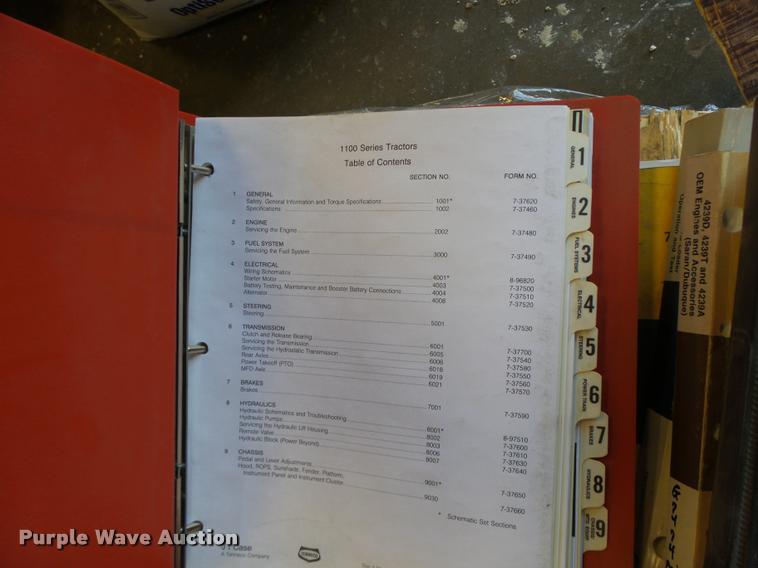 1100 Series Tractors
Table of Contents
SECTION NO. FORM NO.
1 GENERAL
Safety, General Information and Torque Specifications 1001* 7-37620
Specifications 1002 7-37460
2 ENGINE
Servicing the Engine 2002 7-37480
3 FUEL SYSTEM
Servicing the Fuel System 3000 7-37490
4 ELECTRICAL
Wiring Schematics 4001* 8-96820
Starter Motor 4003 7-37500
Battery Testing, Maintenance and Booster Battery Connections 4004 7-37510
Alternator 4008 7-37520
5 STEERING
Steering 5001 7-37530
6 TRANSMISSION
Clutch and Release Bearing 6001 7-37700
Servicing the Transmission 6005 7-37540
Servicing the Hydrostatic Transmission 6006 7-37580
Rear Axles 6018 7-37550
Power Takeoff (PTO) 6019 7-37560
MFD Axle 6021 7-37570
7 BRAKES
Brakes 7001 7-37590
8 HYDRAULICS
Hydraulic Schematics and Troubleshooting 8001* 8-97510
Hydraulic Pumps 8002 7-37600
Servicing the Hydraulic Lift Housing 8003 7-37610
Remote Valve 8006 7-37630
Hydraulic Block (Power Beyond) 8007 7-37640
9 CHASSIS
Pedal and Lever Adjustments 9001* 7-37650
Hood, ROPS, Sunshade, Fender, Platform,
Instrument Panel and Instrument Cluster 9030 7-37660
* Schematic Set Sections
J I Case
A Tenneco Company
TENNECO
1 GENERAL
2 ENGINES
3 FUEL SYSTEMS
4 ELECTRICAL
5 STEERING
6 POWER TRAIN
7 BRAKES
8 HYDRAULICS
9 CHASSIS
4239D, 4239T and 4239A
OEM Engines and Accessories
(Saran/Dubuque)
Operation and Test
Purple Wave Auction